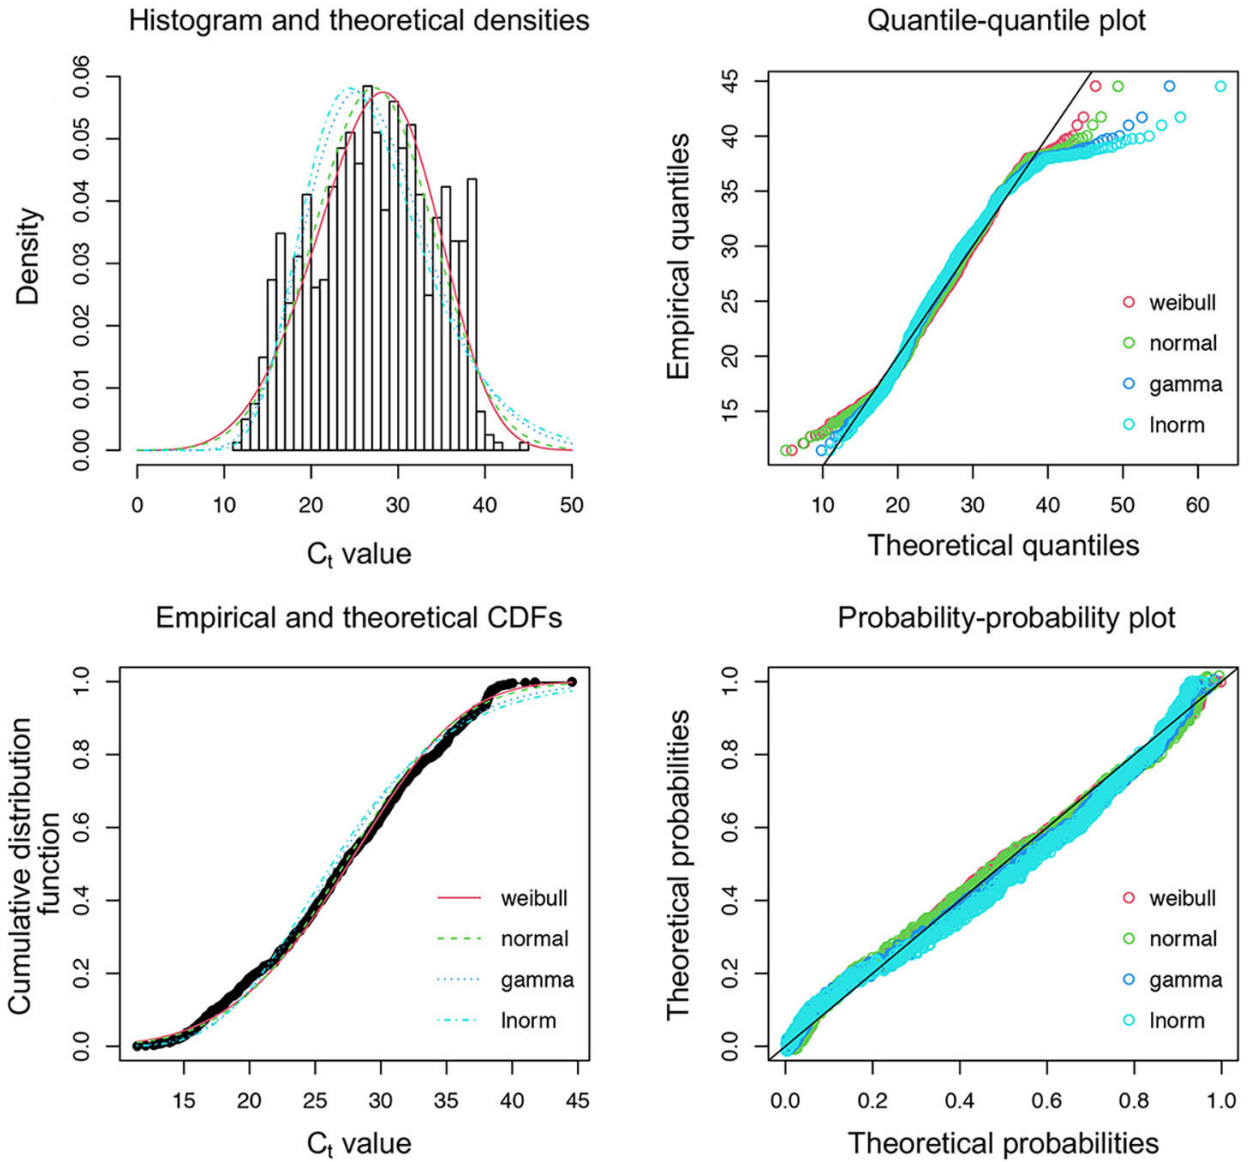 Histogram and theoretical densities
Density
0.00 0.01 0.02 0.03 0.04 0.05 0.06
0 10 20 30 40 50
Ct value
Quantile-quantile plot
Empirical quantiles
15 20 25 30 35 40 45
weibull
normal
gamma
lnorm
10 20 30 40 50 60
Theoretical quantiles
Empirical and theoretical CDFs
Cumulative distribution
function
0.0 0.2 0.4 0.6 0.8 1.0
weibull
normal
gamma
lnorm
15 20 25 30 35 40 45
Ct value
Probability-probability plot
Theoretical probabilities
0.0 0.2 0.4 0.6 0.8 1.0
weibull
normal
gamma
lnorm
0.0 0.2 0.4 0.6 0.8 1.0
Theoretical probabilities